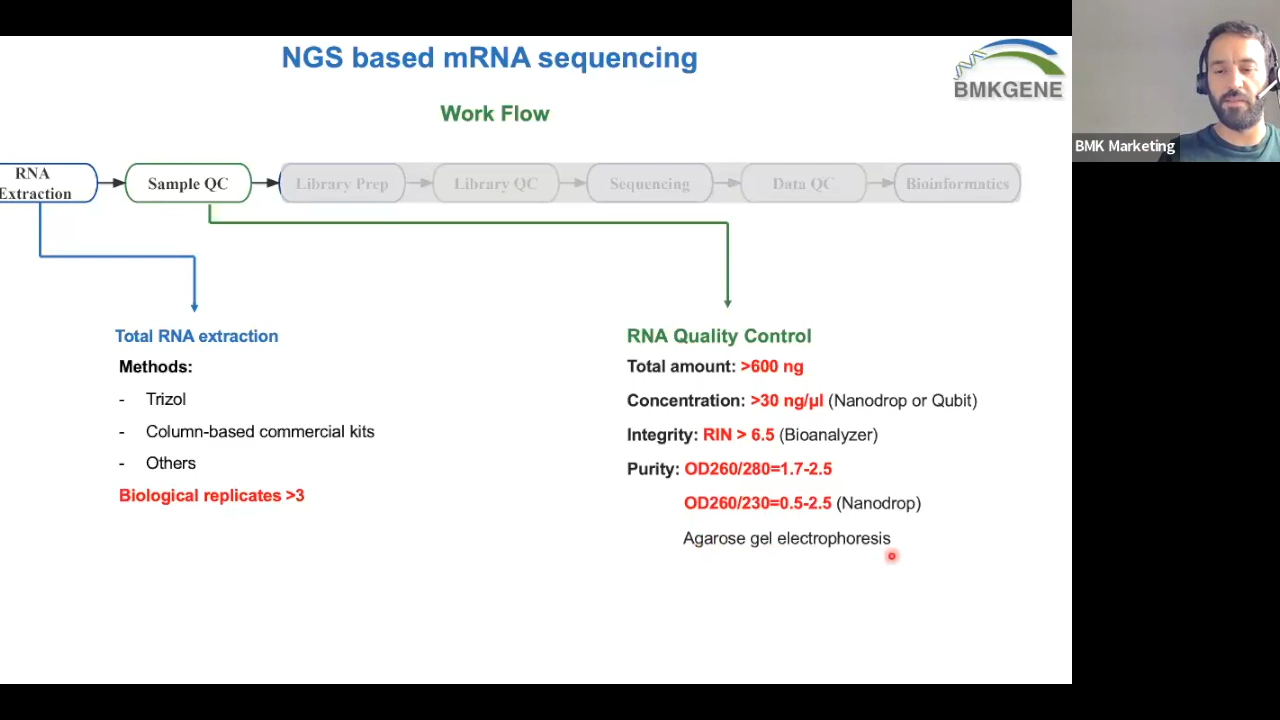 NGS based mRNA sequencing
BMKGENE
Work Flow
BMK Marketing
RNA
Extraction
Sample QC
Library Prep
Library QC
Sequencing
Data QC
Bioinformatics
Total RNA extraction
Methods:
- Trizol
- Column-based commercial kits
- Others
Biological replicates >3
RNA Quality Control
Total amount: >600 ng
Concentration: >30 ng/µl (Nanodrop or Qubit)
Integrity: RIN > 6.5 (Bioanalyzer)
Purity: OD260/280=1.7-2.5
OD260/230=0.5-2.5 (Nanodrop)
Agarose gel electrophoresis